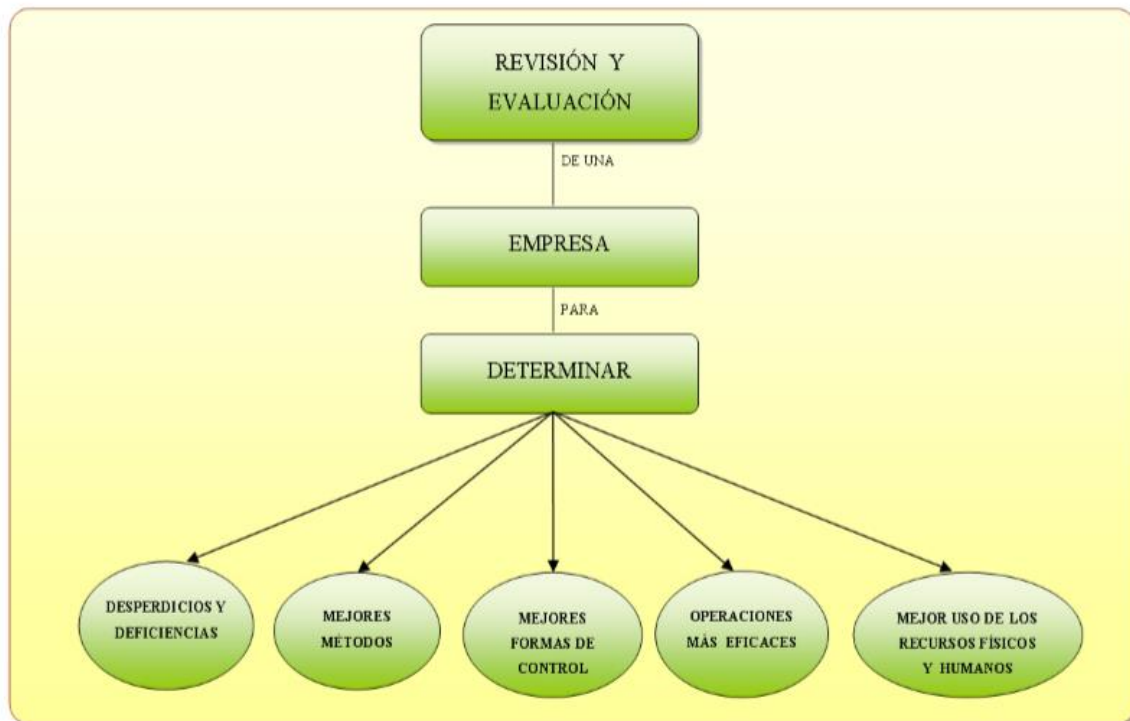 REVISIÓN Y
EVALUACIÓN
DE UNA
EMPRESA
PARA
DETERMINAR
DESPERDICIOS Y
DEFICIENCIAS
MEJORES
MÉTODOS
MEJORES
FORMAS DE
CONTROL
OPERACIONES
MÁS EFICACES
MEJOR USO DE LOS
RECURSOS FÍSICOS
Y HUMANOS